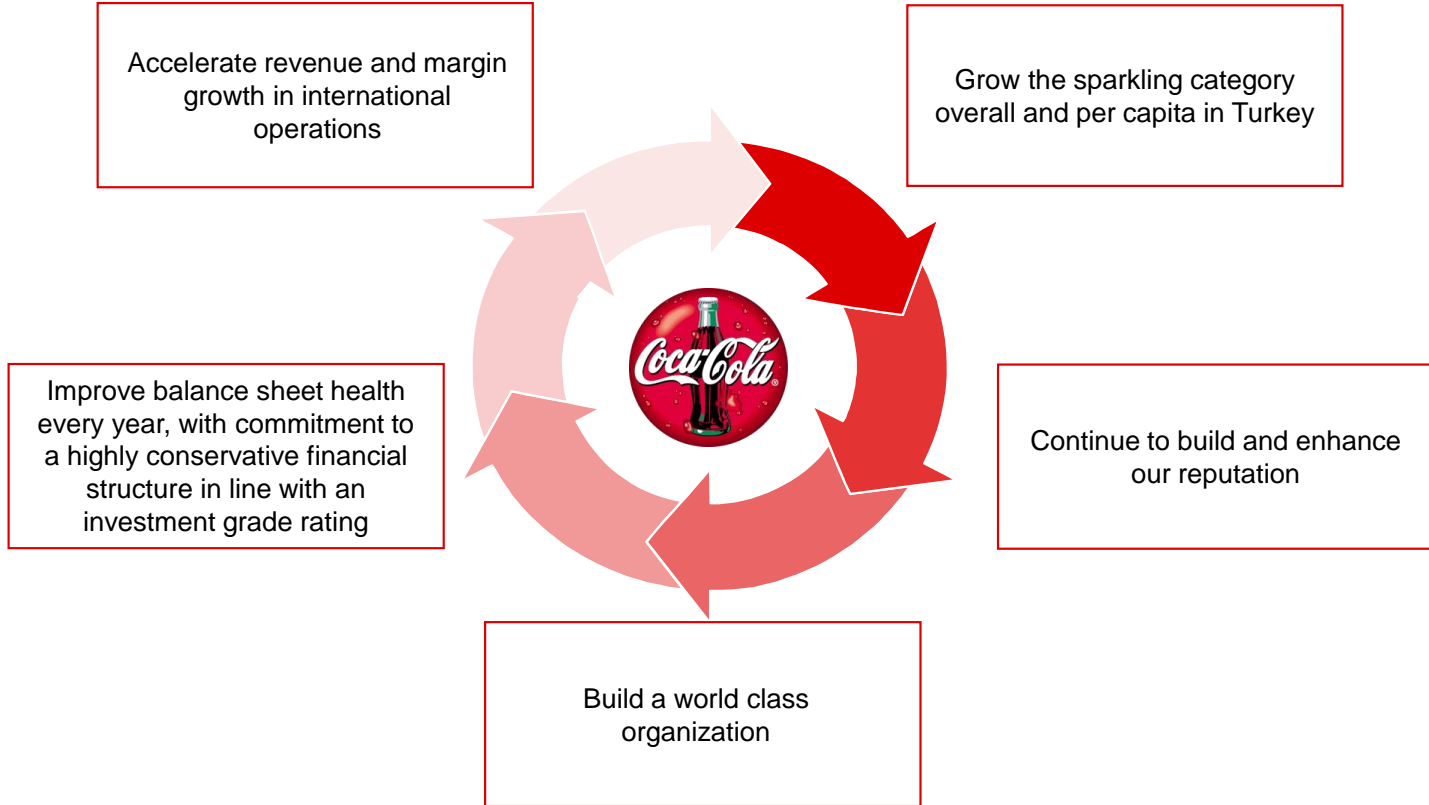 Accelerate revenue and margin
growth in international
operations
Grow the sparkling category
overall and per capita in Turkey
Coca-Cola
®
Improve balance sheet health
every year, with commitment to
a highly conservative financial
structure in line with an
investment grade rating
Continue to build and enhance
our reputation
Build a world class
organization